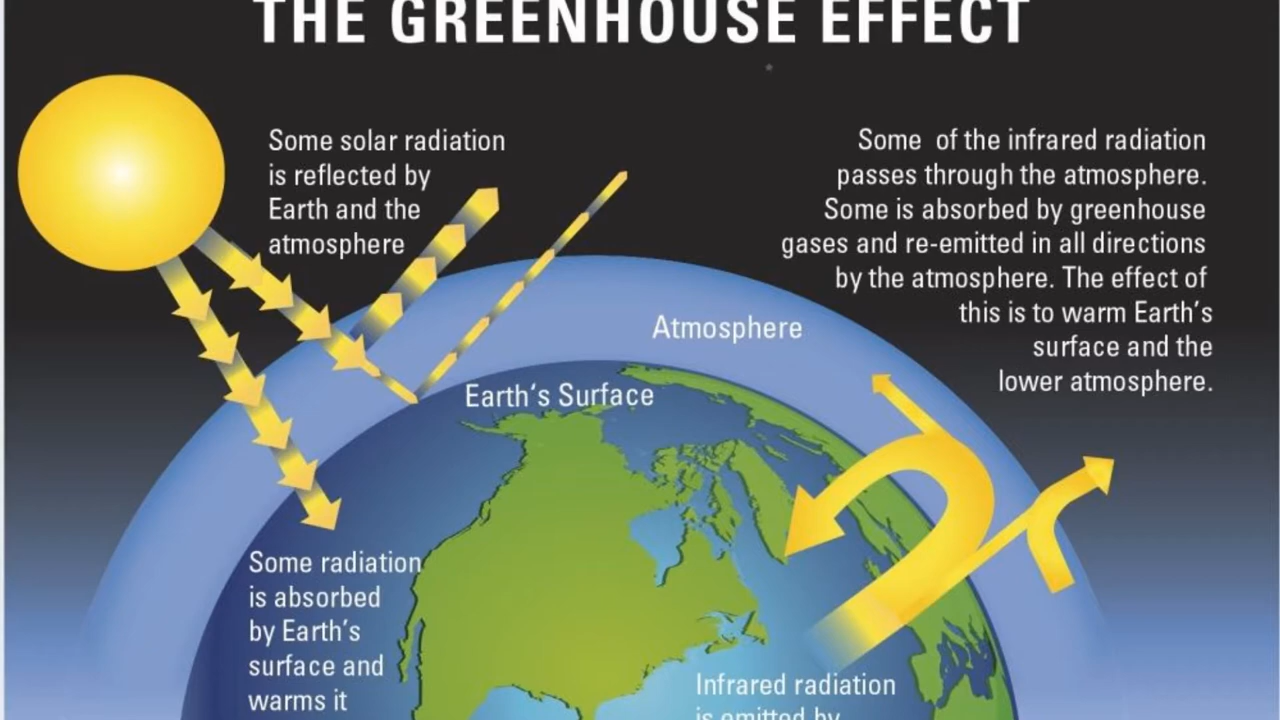 THE GREENHOUSE EFFECT
Some solar radiation
is reflected by
Earth and the
atmosphere
Some of the infrared radiation
passes through the atmosphere.
Some is absorbed by greenhouse
gases and re-emitted in all directions
by the atmosphere. The effect of
this is to warm Earth's
surface and the
lower atmosphere.
Atmosphere
Earth's Surface
Some radiation
is absorbed
by Earth's
surface and
warms it
Infrared radiation
is emitted by